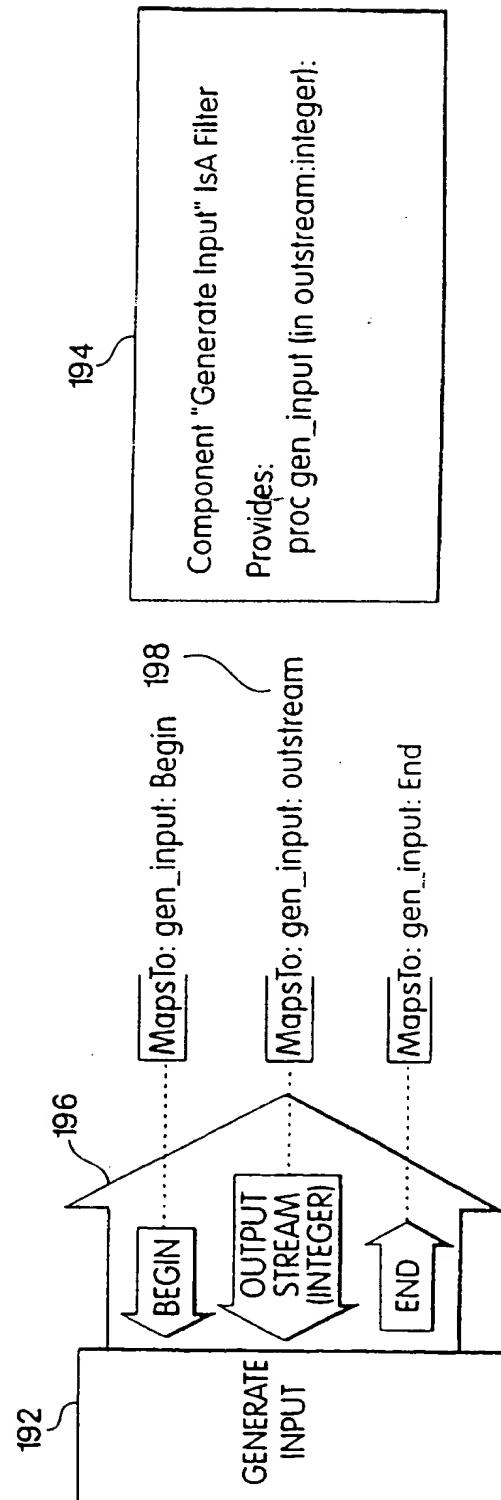 192
GENERATE
INPUT
196
BEGIN
OUTPUT
STREAM
(INTEGER)
END
MapsTo: gen_input: Begin
198
MapsTo: gen_input: outstream
MapsTo: gen_input: End
194
Component "Generate Input" IsA Filter
Provides:
proc gen_input (in outstream:integer):